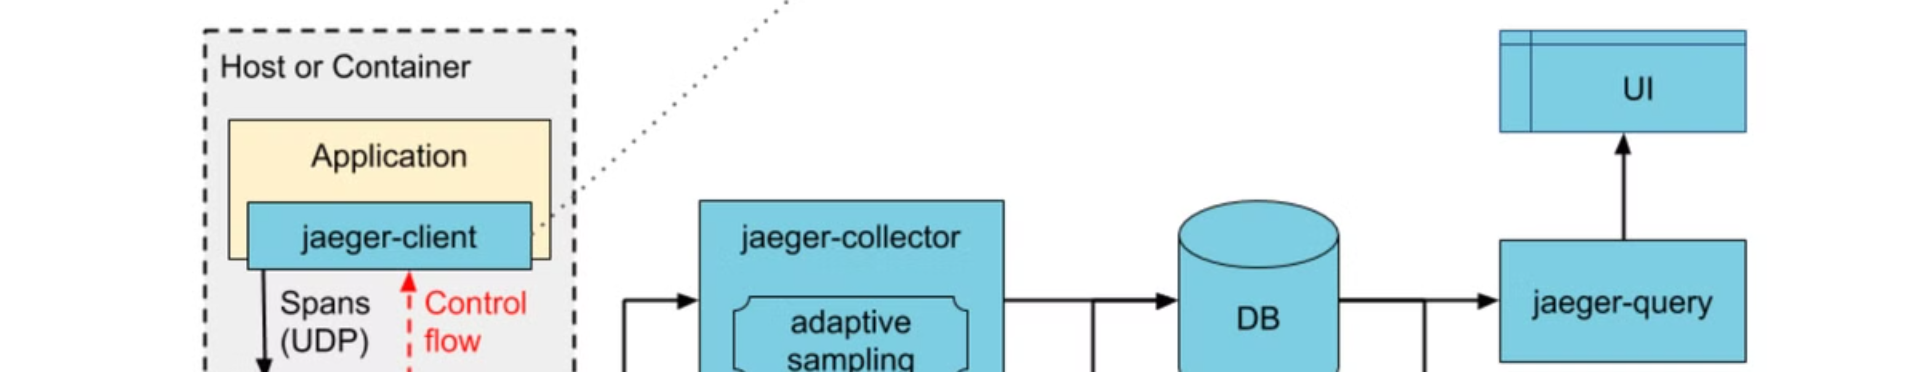 Host or Container
Application
jaeger-client
Spans
(UDP)
Control
flow
jaeger-collector
adaptive
sampling
DB
UI
jaeger-query